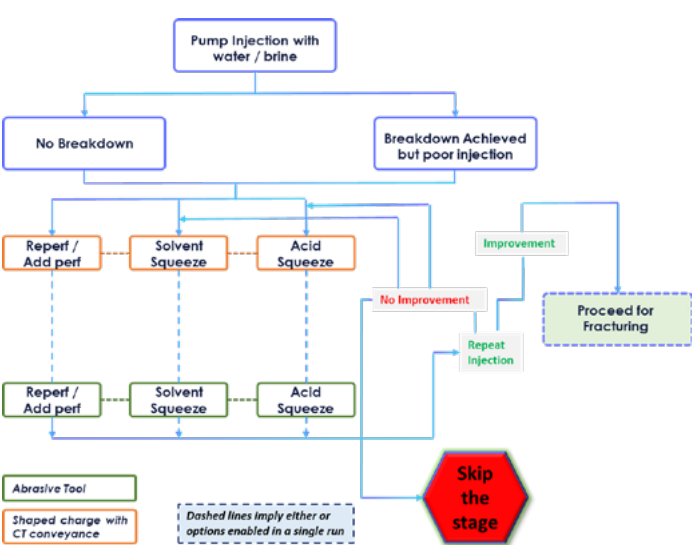 Pump Injection with
water / brine
No Breakdown
Breakdown Achieved
but poor injection
Reperf /
Add perf
Solvent
Squeeze
Acid
Squeeze
Improvement
No Improvement
Proceed for
Fracturing
Repeat
Injection
Reperf /
Add perf
Solvent
Squeeze
Acid
Squeeze
Skip
the
stage
Abrasive Tool
Shaped charge with
CT conveyance
Dashed lines imply either or
options enabled in a single run